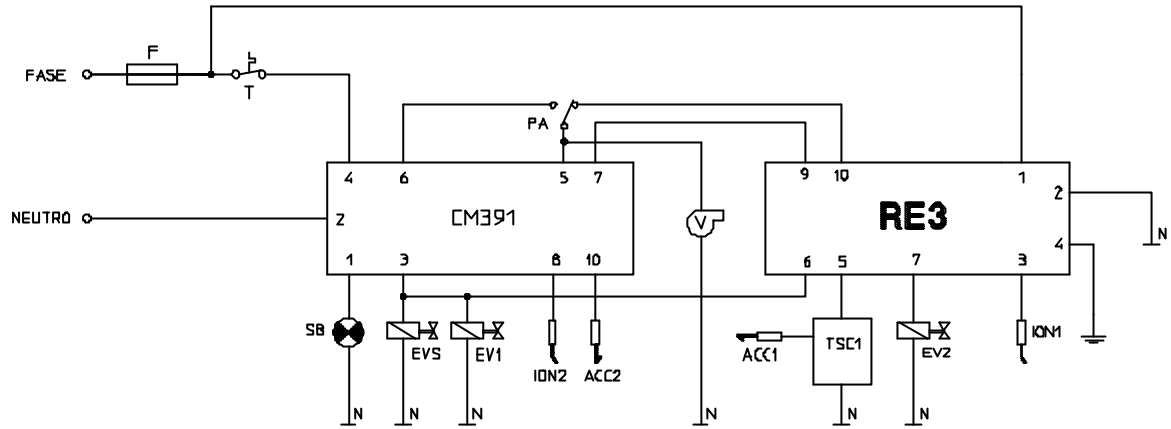 F
FASE
T
PA
4 6 5 7
9 10 1
2
NEUTRO
2
CM391
V
RE3
N
4
1 3 8 10
6 5 7 3
SB
EVS
EV1
ION2
ACC2
ACC1
TSC1
EV2
ION1
N N N N N N